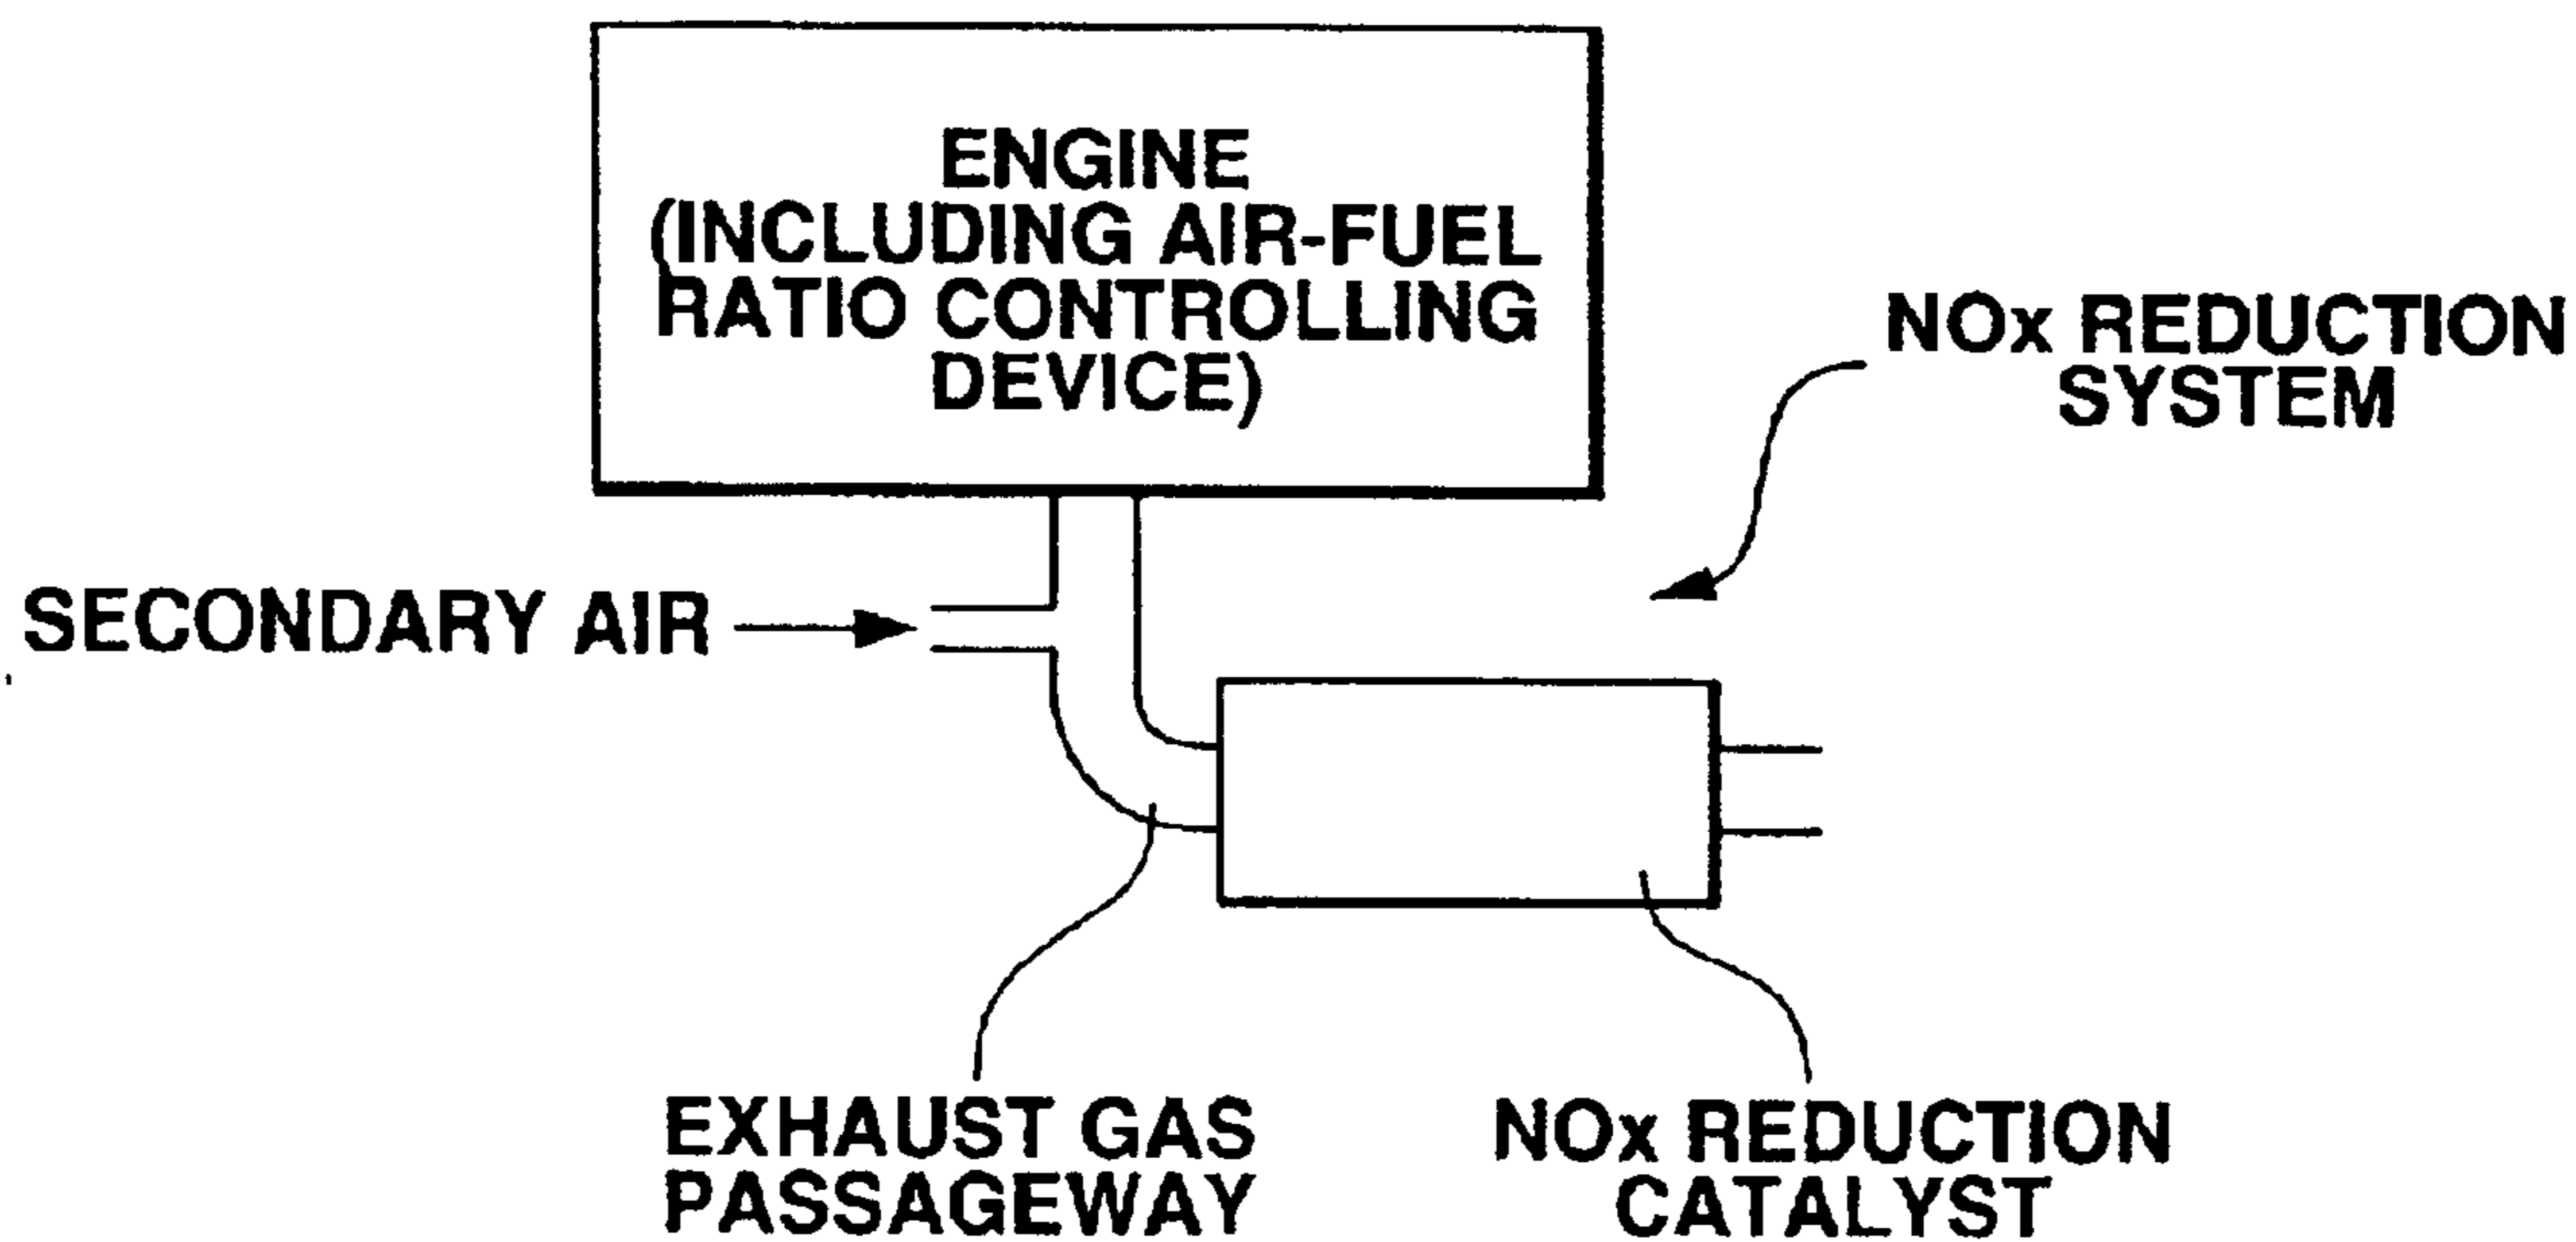 ENGINE
(INCLUDING AIR-FUEL
RATIO CONTROLLING
DEVICE)
NOx REDUCTION
SYSTEM
SECONDARY AIR
EXHAUST GAS
PASSAGEWAY
NOx REDUCTION
CATALYST